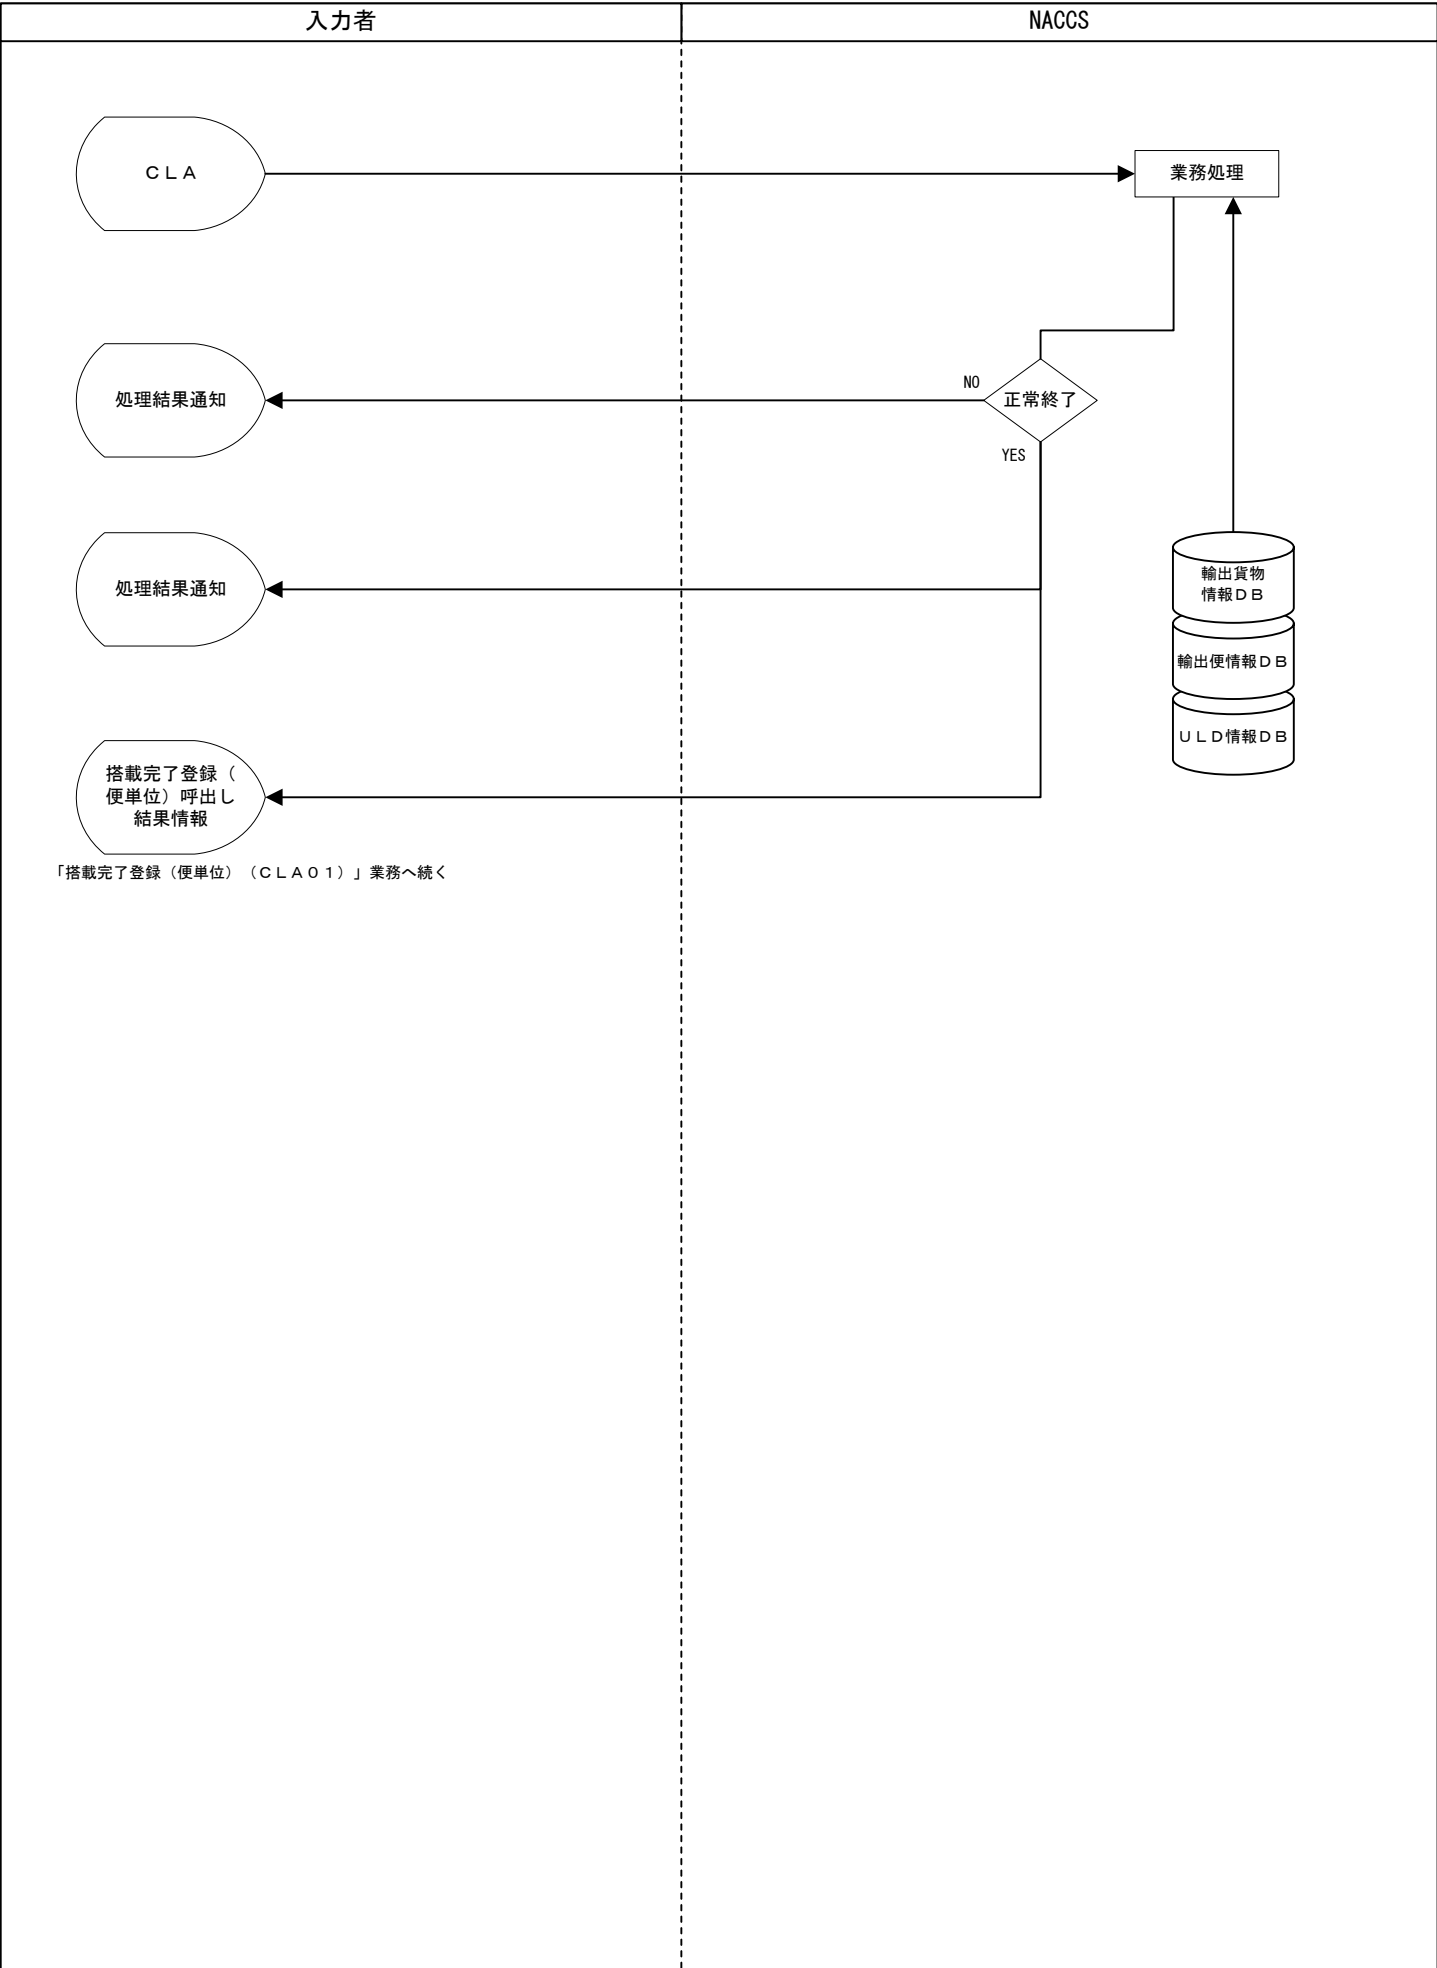 入力者
NACCS
ＣＬＡ
業務処理
処理結果通知
NO
正常終了
YES
処理結果通知
輸出貨物
情報ＤＢ
輸出便情報ＤＢ
ＵＬＤ情報ＤＢ
搭載完了登録（
便単位）呼出し
結果情報
「搭載完了登録（便単位）（ＣＬＡ０１）」業務へ続く